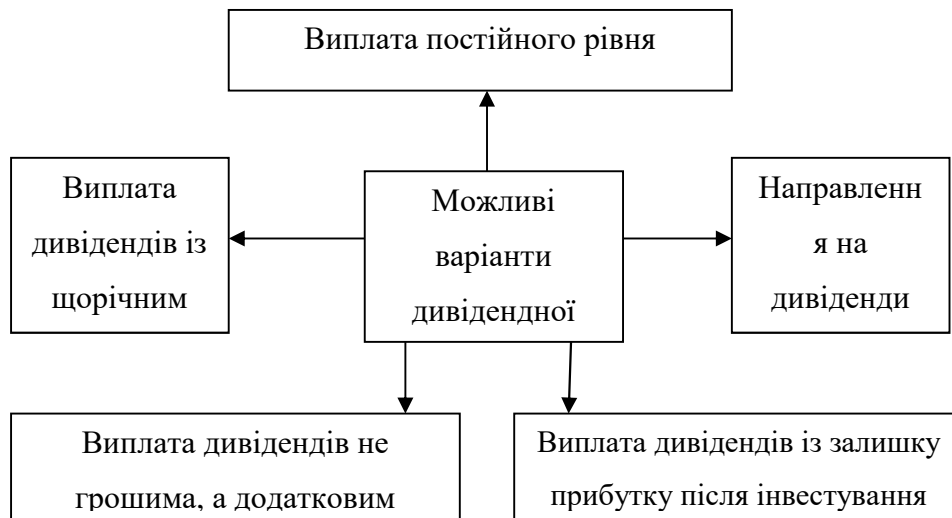 Виплата постійного рівня
Виплата
дивідендів із
щорічним
Можливі
варіанти
дивідендної
Направленн
я на
дивіденди
Виплата дивідендів не
грошима, а додатковим
Виплата дивідендів із залишку
прибутку після інвестування